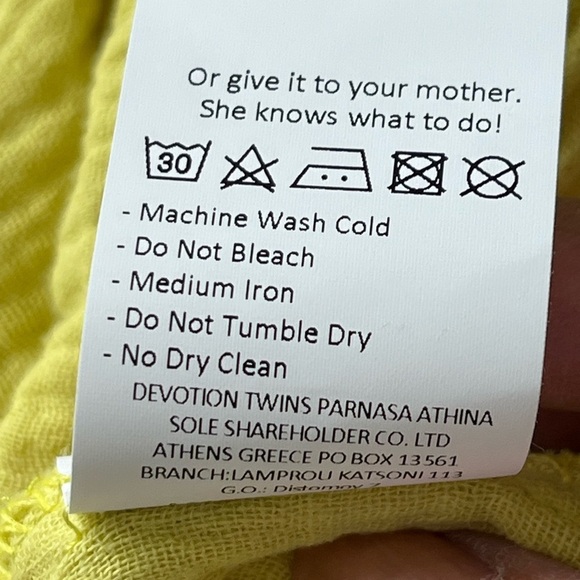 Or give it to your mother.
She knows what to do!
30
- Machine Wash Cold
- Do Not Bleach
- Medium Iron
- Do Not Tumble Dry
- No Dry Clean
DEVOTION TWINS PARNASA ATHINA
SOLE SHAREHOLDER CO. LTD
ATHENS GREECE PO BOX 13561
BRANCH:LAMPROU KATSONI 113
G.O.: Distomoy